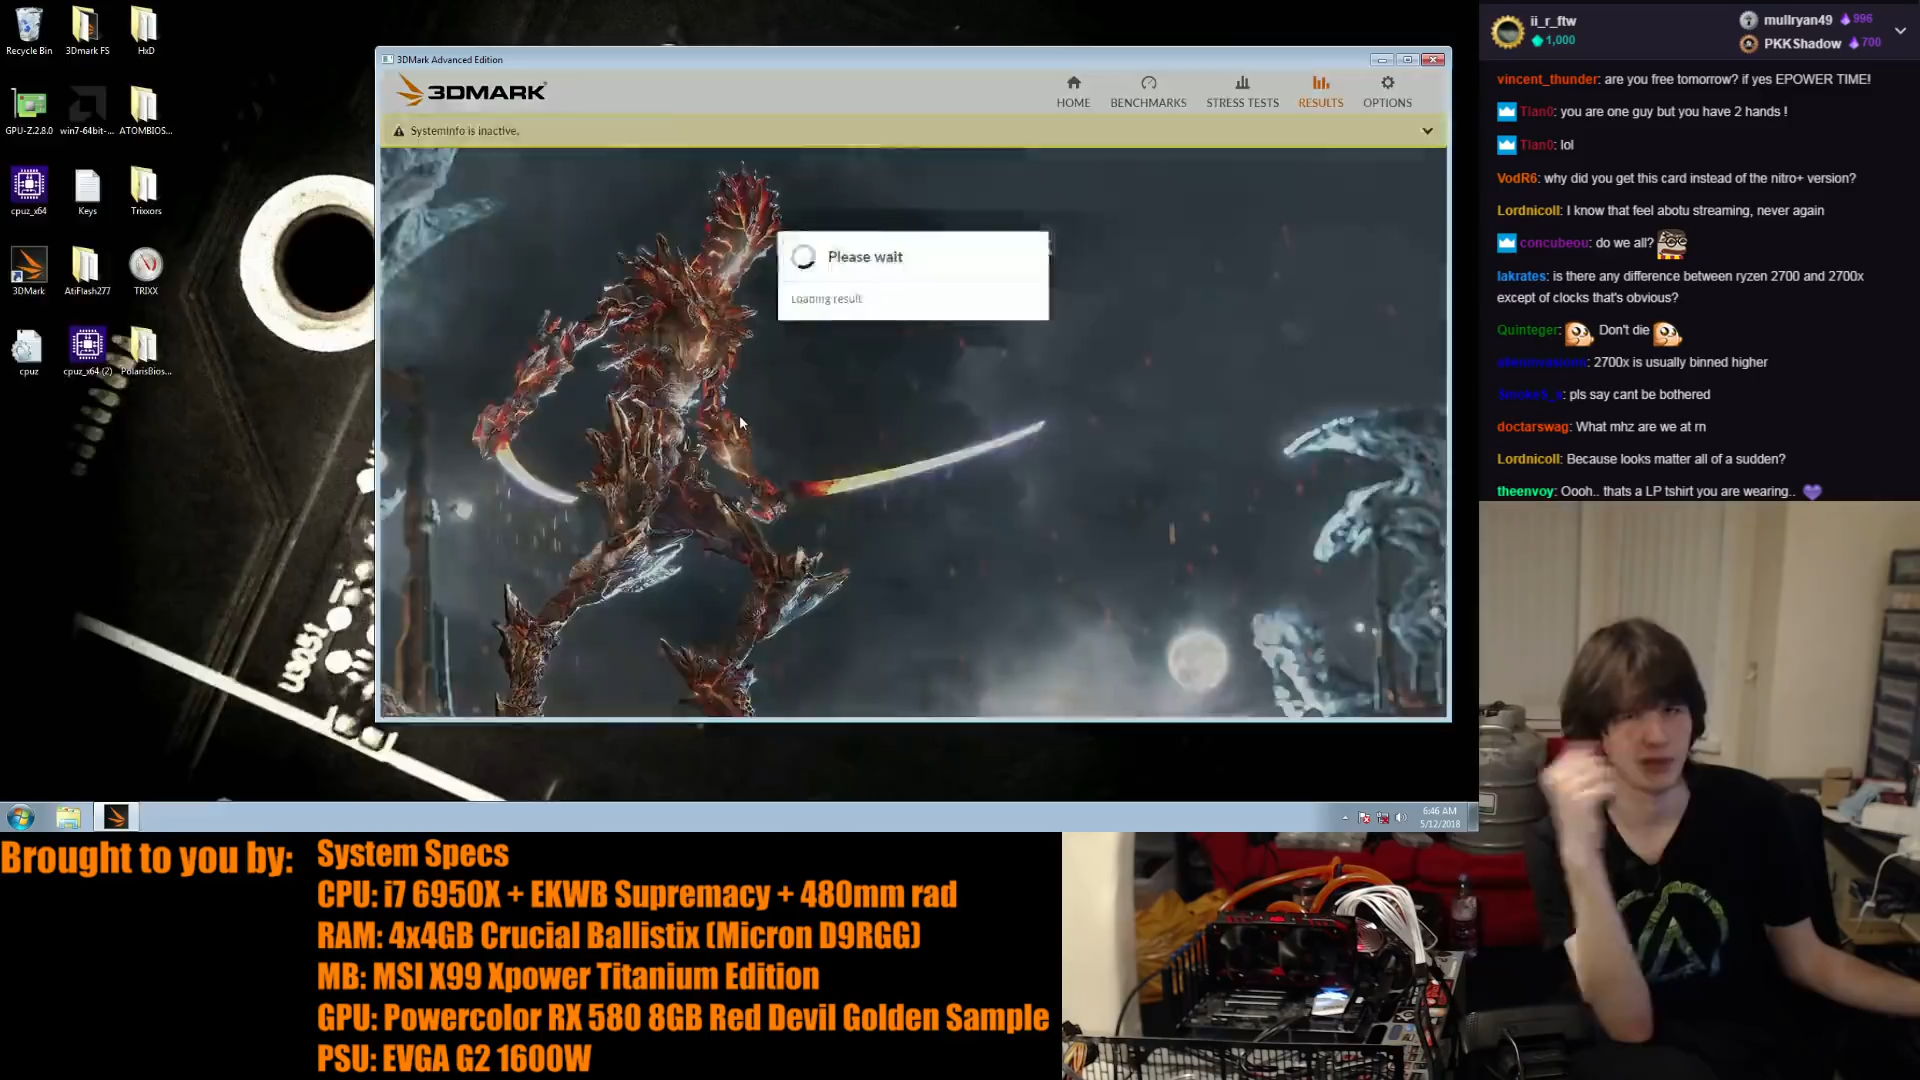 Recycle Bin
3Dmark FS
HxD
GPU-Z.2.8.0
win7-64bit-...
ATOMBIOS...
cpuz_x64
Keys
Trixxors
3DMark
AtiFlash277
TRIXX
cpuz
cpuz_x64 (2)
PolarisBios...
3DMark Advanced Edition
3DMARK
HOME
BENCHMARKS
STRESS TESTS
RESULTS
OPTIONS
SystemInfo is inactive.
Please wait
Loading result
6:46 AM
5/12/2018
ii_r_ftw
1,000
mullryan49 996
PKKShadow 700
vincent_thunder: are you free tomorrow? if yes EPOWER TIME!
Tlan0: you are one guy but you have 2 hands !
Tlan0: lol
VodR6: why did you get this card instead of the nitro+ version?
Lordnicoll: I know that feel abotu streaming, never again
concubeou: do we all?
lakrates: is there any difference between ryzen 2700 and 2700x
except of clocks that's obvious?
Quinteger: Don't die
: 2700x is usually binned higher
: pls say cant be bothered
doctarswag: What mhz are we at rn
Lordnicoll: Because looks matter all of a sudden?
theenvoy: Oooh.. thats a LP tshirt you are wearing..
Brought to you by:
System Specs
CPU: i7 6950X + EKWB Supremacy + 480mm rad
RAM: 4x4GB Crucial Ballistix (Micron D9RGG)
MB: MSI X99 Xpower Titanium Edition
GPU: Powercolor RX 580 8GB Red Devil Golden Sample
PSU: EVGA G2 1600W